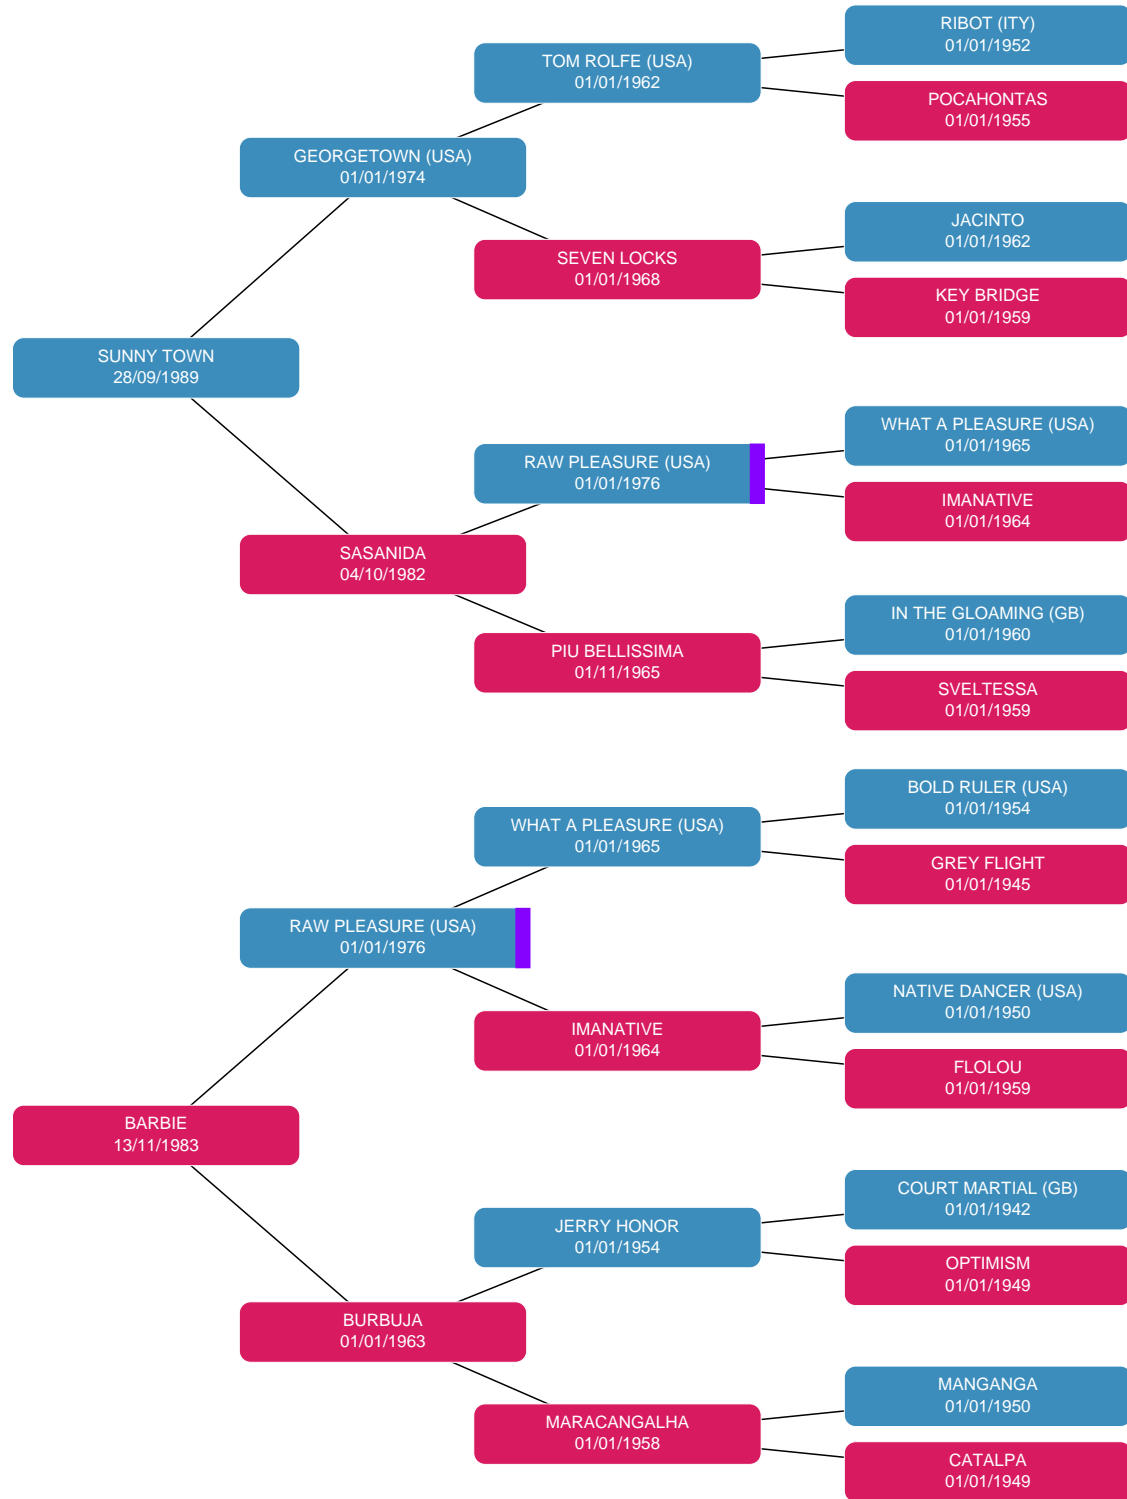 RIBOT (ITY)
01/01/1952
TOM ROLFE (USA)
01/01/1962
POCAHONTAS
01/01/1955
GEORGETOWN (USA)
01/01/1974
JACINTO
01/01/1962
SEVEN LOCKS
01/01/1968
KEY BRIDGE
01/01/1959
SUNNY TOWN
28/09/1989
WHAT A PLEASURE (USA)
01/01/1965
RAW PLEASURE (USA)
01/01/1976
IMANATIVE
01/01/1964
SASANIDA
04/10/1982
IN THE GLOAMING (GB)
01/01/1960
PIU BELLISSIMA
01/11/1965
SVELTESSA
01/01/1959
BOLD RULER (USA)
01/01/1954
WHAT A PLEASURE (USA)
01/01/1965
GREY FLIGHT
01/01/1945
RAW PLEASURE (USA)
01/01/1976
NATIVE DANCER (USA)
01/01/1950
IMANATIVE
01/01/1964
FLOLOU
01/01/1959
BARBIE
13/11/1983
COURT MARTIAL (GB)
01/01/1942
JERRY HONOR
01/01/1954
OPTIMISM
01/01/1949
BURBUJA
01/01/1963
MANGANGA
01/01/1950
MARACANGALHA
01/01/1958
CATALPA
01/01/1949